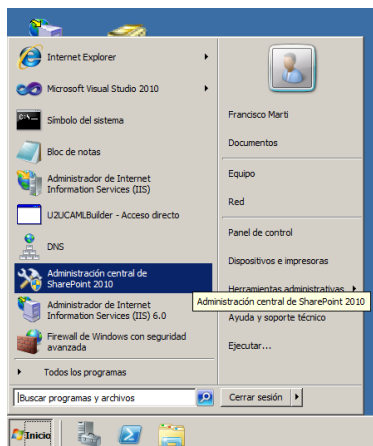 Internet Explorer
Microsoft Visual Studio 2010
Símbolo del sistema
Bloc de notas
Administrador de Internet
Information Services (IIS)
U2UCAMLBuilder - Acceso directo
DNS
Administración central de
SharePoint 2010
Administrador de Internet
Information Services (IIS) 6.0
Firewall de Windows con seguridad
avanzada
Todos los programas
Buscar programas y archivos
Francisco Marti
Documentos
Equipo
Red
Panel de control
Dispositivos e impresoras
Herramientas administrativas
Administración central de SharePoint 2010
Ayuda y soporte técnico
Ejecutar...
Cerrar sesión
Inicio